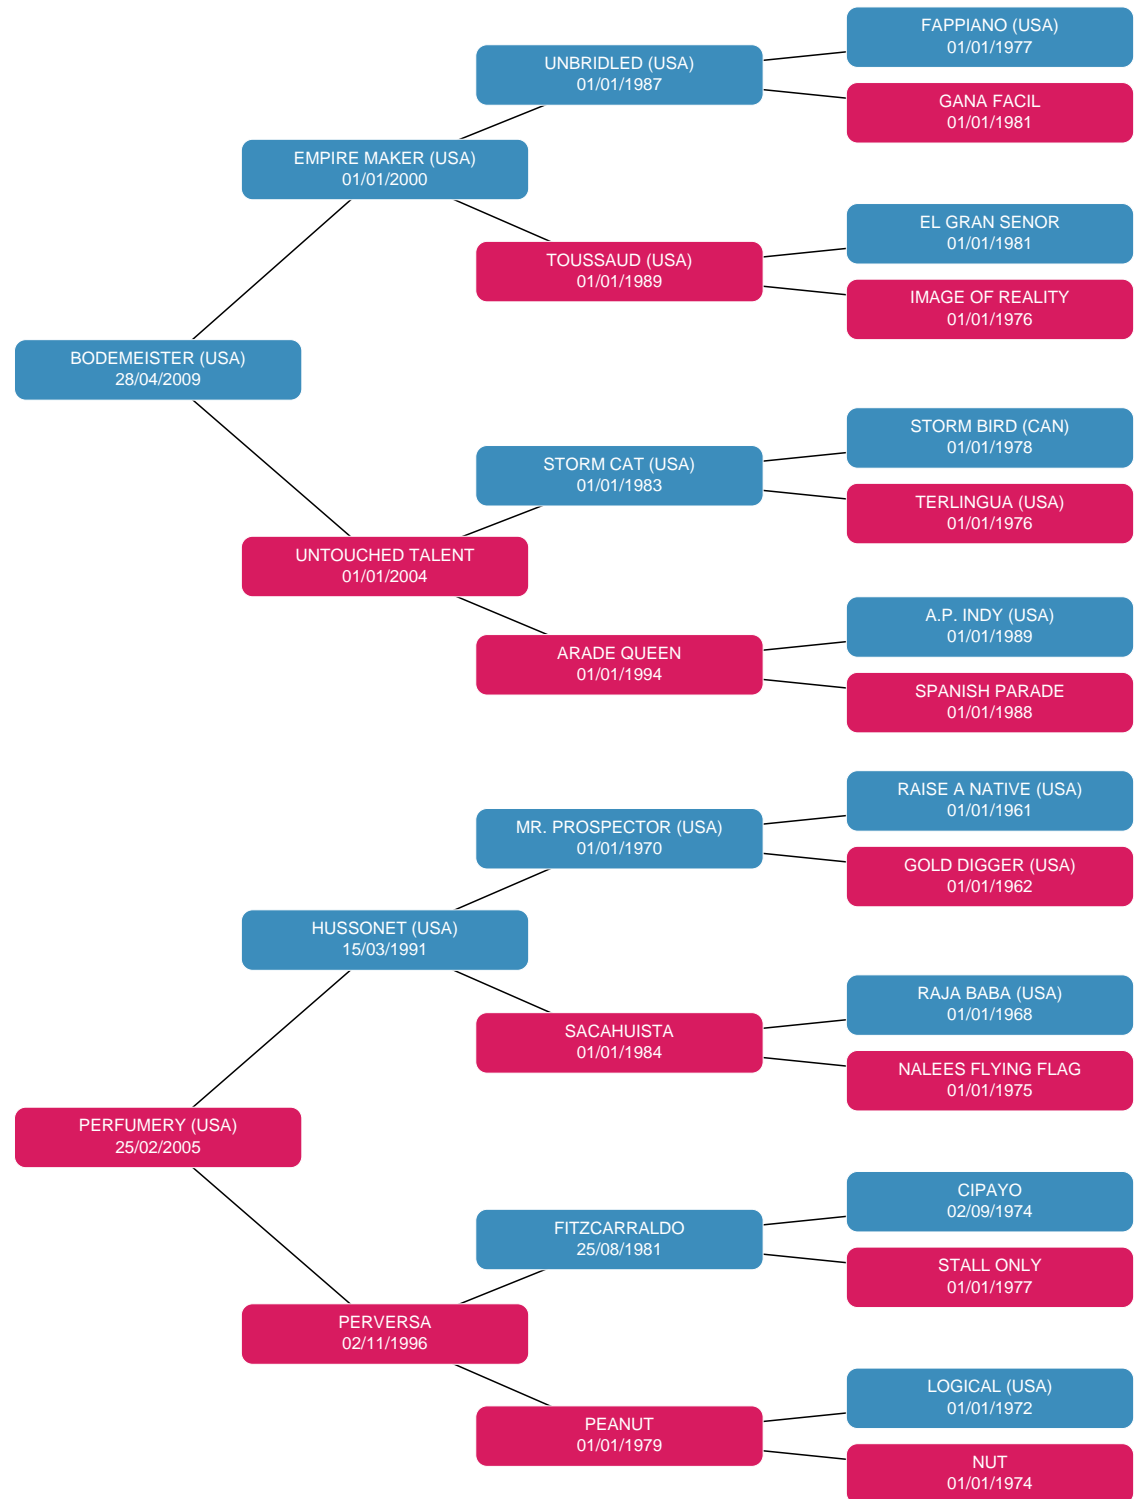 FAPPIANO (USA)
01/01/1977
UNBRIDLED (USA)
01/01/1987
GANA FACIL
01/01/1981
EMPIRE MAKER (USA)
01/01/2000
EL GRAN SENOR
01/01/1981
TOUSSAUD (USA)
01/01/1989
IMAGE OF REALITY
01/01/1976
BODEMEISTER (USA)
28/04/2009
STORM BIRD (CAN)
01/01/1978
STORM CAT (USA)
01/01/1983
TERLINGUA (USA)
01/01/1976
UNTOUCHED TALENT
01/01/2004
A.P. INDY (USA)
01/01/1989
ARADE QUEEN
01/01/1994
SPANISH PARADE
01/01/1988
RAISE A NATIVE (USA)
01/01/1961
MR. PROSPECTOR (USA)
01/01/1970
GOLD DIGGER (USA)
01/01/1962
HUSSONET (USA)
15/03/1991
RAJA BABA (USA)
01/01/1968
SACAHUISTA
01/01/1984
NALEES FLYING FLAG
01/01/1975
PERFUMERY (USA)
25/02/2005
CIPAYO
02/09/1974
FITZCARRALDO
25/08/1981
STALL ONLY
01/01/1977
PERVERSA
02/11/1996
LOGICAL (USA)
01/01/1972
PEANUT
01/01/1979
NUT
01/01/1974